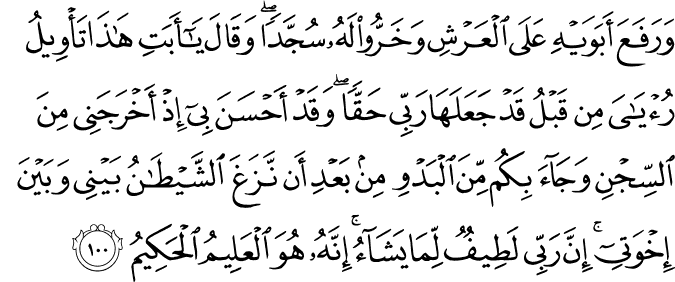 وَرَفَعَ أَبَوَيْهِ عَلَى ٱلْعَرْشِ وَخَرُّوا۟ لَهُۥ سُجَّدًۭا ۖ وَقَالَ يَٰٓأَبَتِ هَٰذَا تَأْوِيلُ
رُءْيَٰىَ مِن قَبْلُ قَدْ جَعَلَهَا رَبِّى حَقًّۭا ۖ وَقَدْ أَحْسَنَ بِىٓ إِذْ أَخْرَجَنِى مِنَ
ٱلسِّجْنِ وَجَآءَ بِكُم مِّنَ ٱلْبَدْوِ مِنۢ بَعْدِ أَن نَّزَغَ ٱلشَّيْطَٰنُ بَيْنِى وَبَيْنَ
إِخْوَتِىٓ ۚ إِنَّ رَبِّى لَطِيفٌۭ لِّمَا يَشَآءُ ۚ إِنَّهُۥ هُوَ ٱلْعَلِيمُ ٱلْحَكِيمُ ١٠٠